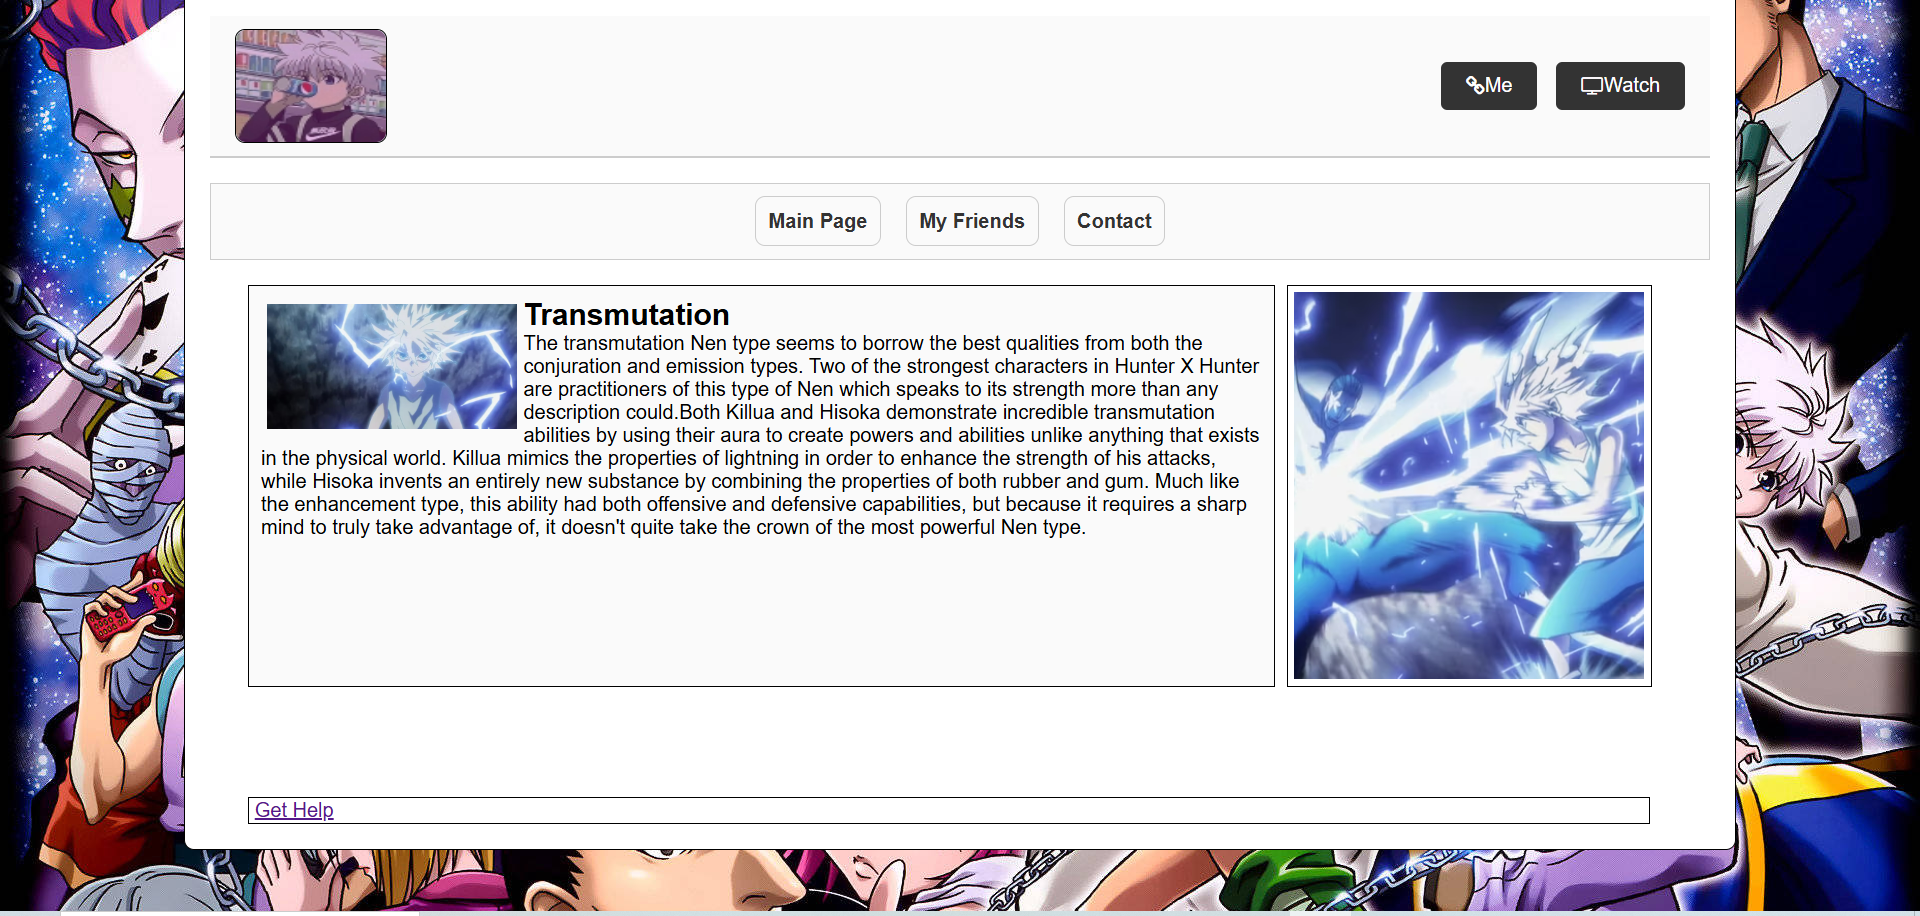 Me
Watch
Main Page
My Friends
Contact
Transmutation
The transmutation Nen type seems to borrow the best qualities from both the
conjuration and emission types. Two of the strongest characters in Hunter X Hunter
are practitioners of this type of Nen which speaks to its strength more than any
description could.Both Killua and Hisoka demonstrate incredible transmutation
abilities by using their aura to create powers and abilities unlike anything that exists
in the physical world. Killua mimics the properties of lightning in order to enhance the strength of his attacks,
while Hisoka invents an entirely new substance by combining the properties of both rubber and gum. Much like
the enhancement type, this ability had both offensive and defensive capabilities, but because it requires a sharp
mind to truly take advantage of, it doesn't quite take the crown of the most powerful Nen type.
Get Help